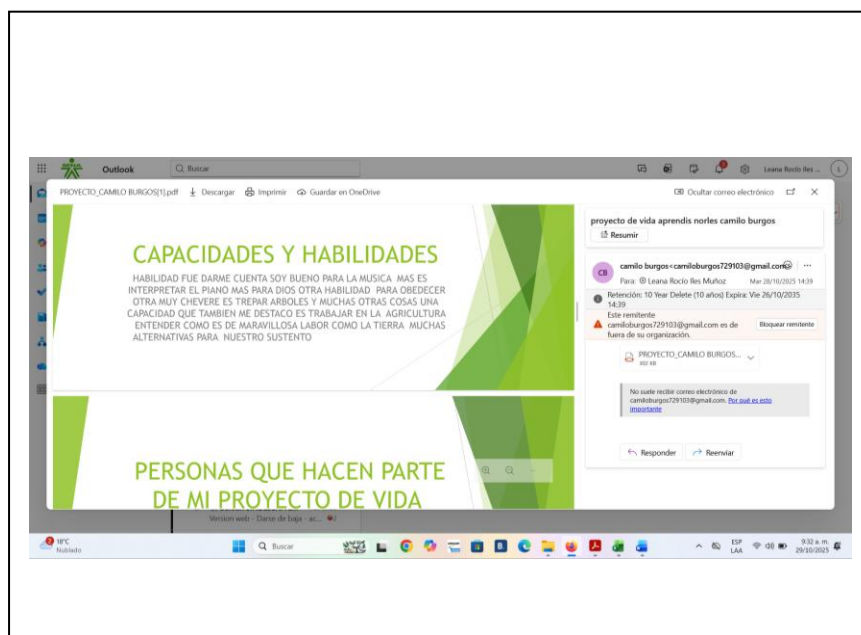 Outlook
Buscar
Leana Rocío Iles ...
L
PROYECTO_CAMILO BURGOS[1].pdf
Descargar
Imprimir
Guardar en OneDrive
Ocultar correo electrónico
CAPACIDADES Y HABILIDADES
HABILIDAD FUE DARME CUENTA SOY BUENO PARA LA MUSICA MAS ES
INTERPRETAR EL PIANO MAS PARA DIOS OTRA HABILIDAD PARA OBEDECER
OTRA MUY CHEVERE ES TREPAR ARBOLES Y MUCHAS OTRAS COSAS UNA
CAPACIDAD QUE TAMBIEN ME DESTACO ES TRABAJAR EN LA AGRICULTURA
ENTENDER COMO ES DE MARAVILLOSA LABOR COMO LA TIERRA MUCHAS
ALTERNATIVAS PARA NUESTRO SUSTENTO
PERSONAS QUE HACEN PARTE
DE MI PROYECTO DE VIDA
proyecto de vida aprendis norles camilo burgos
Resumir
CB
camilo burgos<camiloburgos729103@gmail.com
Para: Leana Rocío Iles Muñoz
Mar 28/10/2025 14:39
Retención: 10 Year Delete (10 años) Expira: Vie 26/10/2035
14:39
Este remitente
camiloburgos729103@gmail.com es de
fuera de su organización.
Bloquear remitente
PROYECTO_CAMILO BURGOS...
No suele recibir correo electrónico de
camiloburgos729103@gmail.com. Por qué es esto
importante
Responder
Reenviar
Version web - Darse de baja - ac...
18°C
Nublado
Buscar
ESP
LAA
9:32 a. m.
29/10/2025